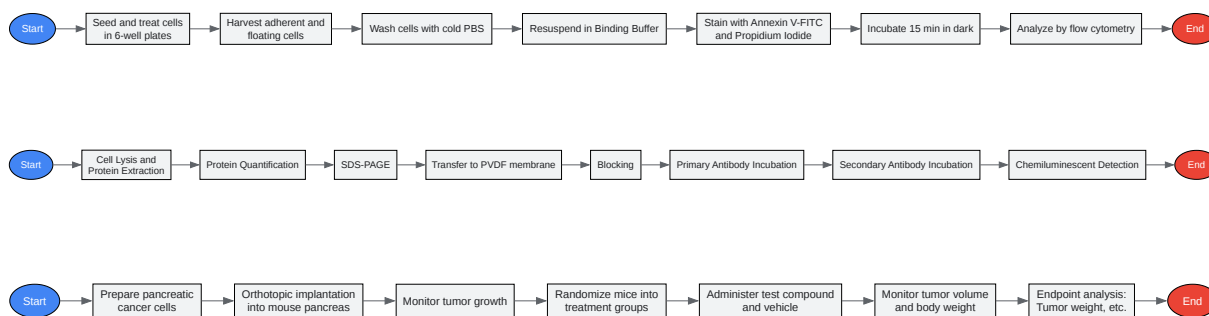 Start
Seed and treat cells
in 6-well plates
Harvest adherent and
floating cells
Wash cells with cold PBS
Resuspend in Binding Buffer
Stain with Annexin V-FITC
and Propidium Iodide
Incubate 15 min in dark
Analyze by flow cytometry
End
Start
Cell Lysis and
Protein Extraction
Protein Quantification
SDS-PAGE
Transfer to PVDF membrane
Blocking
Primary Antibody Incubation
Secondary Antibody Incubation
Chemiluminescent Detection
End
Start
Prepare pancreatic
cancer cells
Orthotopic implantation
into mouse pancreas
Monitor tumor growth
Randomize mice into
treatment groups
Administer test compound
and vehicle
Monitor tumor volume
and body weight
Endpoint analysis:
Tumor weight, etc.
End